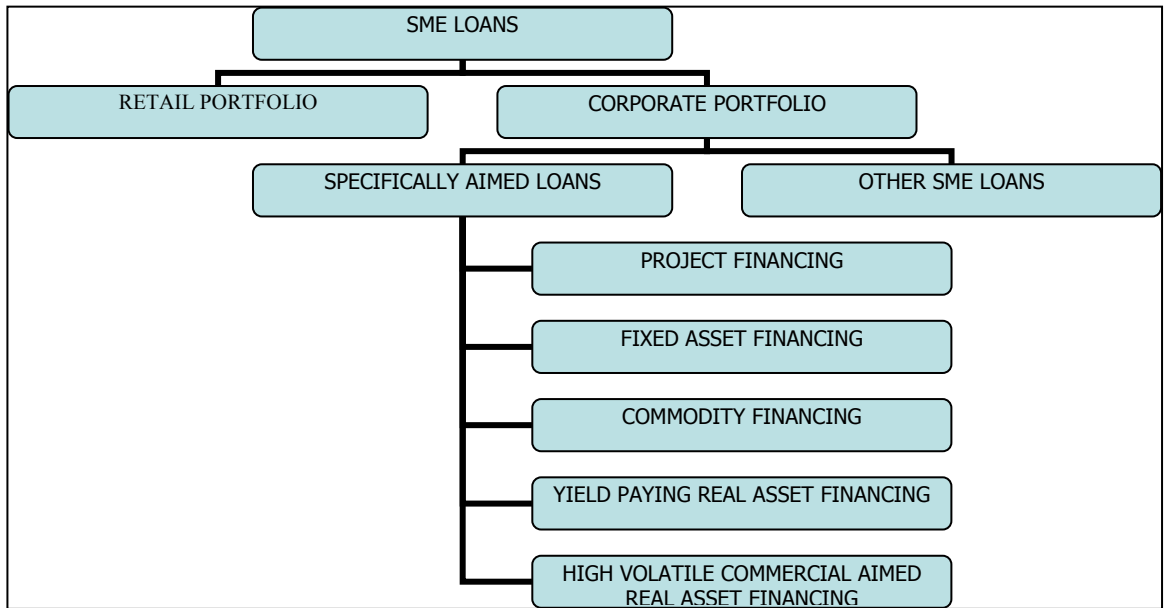 SME LOANS
RETAIL PORTFOLIO
CORPORATE PORTFOLIO
SPECIFICALLY AIMED LOANS
OTHER SME LOANS
PROJECT FINANCING
FIXED ASSET FINANCING
COMMODITY FINANCING
YIELD PAYING REAL ASSET FINANCING
HIGH VOLATILE COMMERCIAL AIMED
REAL ASSET FINANCING